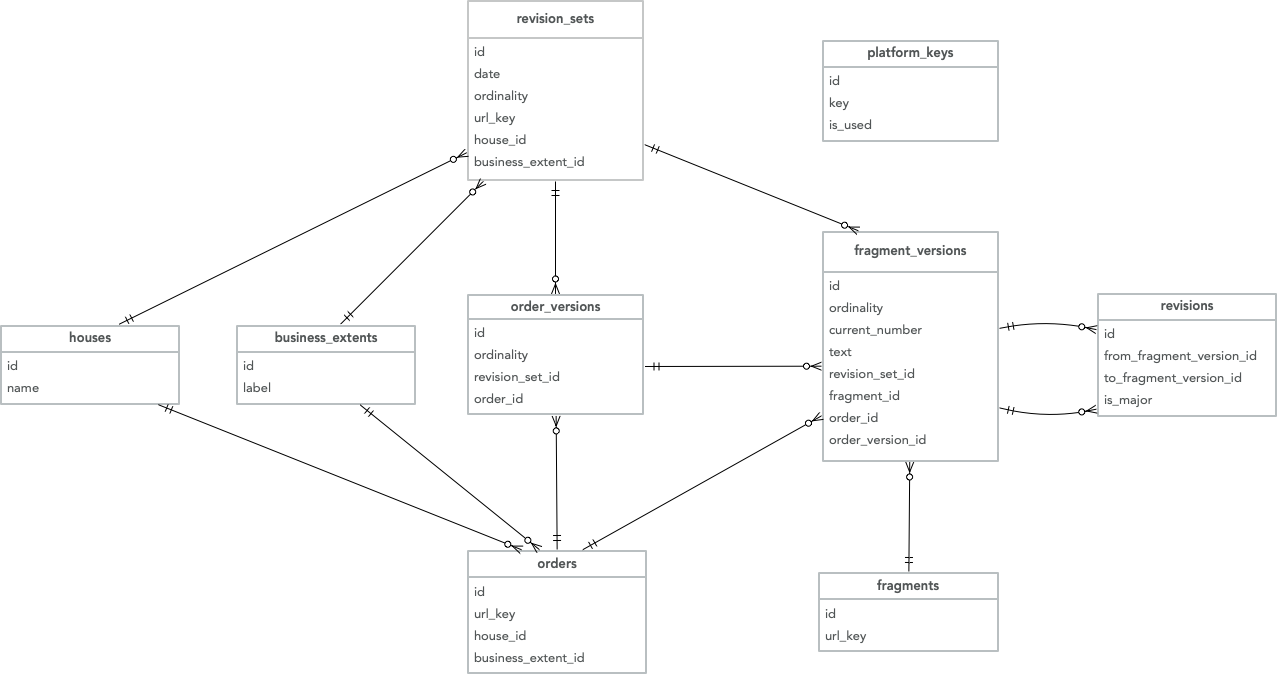 revision_sets
id
date
ordinality
url_key
house_id
business_extent_id
platform_keys
id
key
is_used
fragment_versions
id
ordinality
current_number
text
revision_set_id
fragment_id
order_id
order_version_id
revisions
id
from_fragment_version_id
to_fragment_version_id
is_major
houses
id
name
business_extents
id
label
order_versions
id
ordinality
revision_set_id
order_id
orders
id
url_key
house_id
business_extent_id
fragments
id
url_key